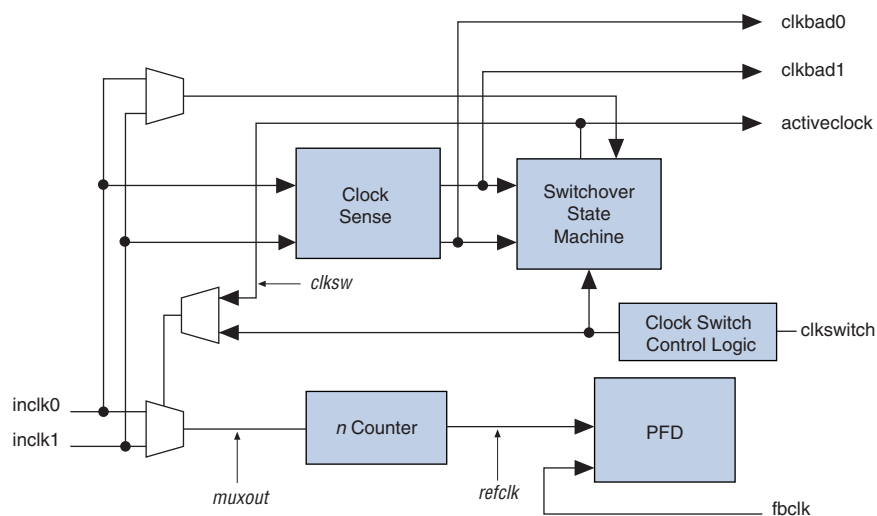 clkbad0
clkbad1
activeclock
Clock
Sense
Switchover
State
Machine
clksw
Clock Switch
Control Logic
clkswitch
inclk0
inclk1
n Counter
PFD
muxout
refclk
fbclk